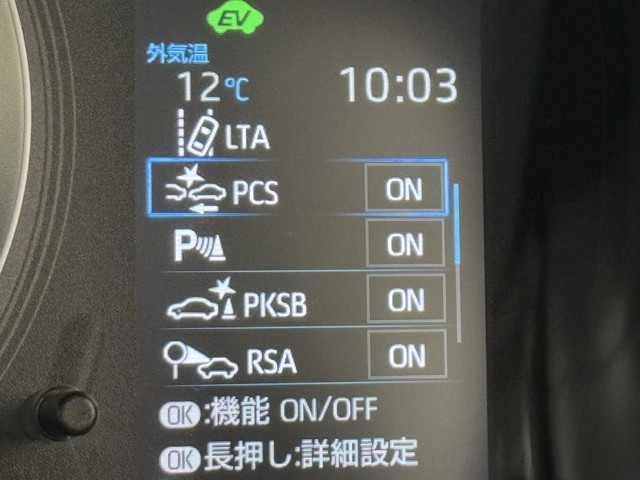 EV
外気温
12℃ 10:03
LTA
PCS ON
P ON
PKSB ON
RSA ON
OK:機能 ON/OFF
OK長押し:詳細設定